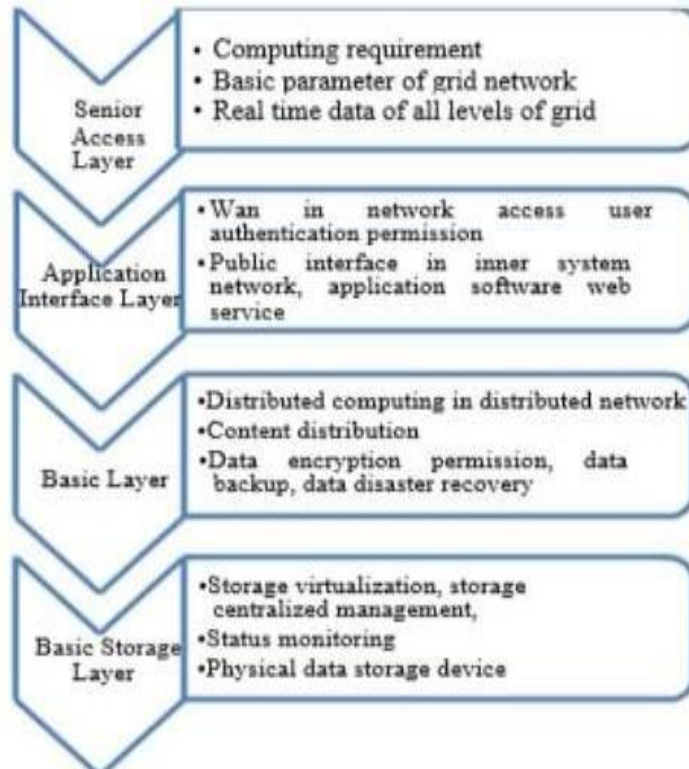 Senior
Access
Layer
• Computing requirement
• Basic parameter of grid network
• Real time data of all levels of grid
Application
Interface Layer
•Wan in network access user
authentication permission
•Public interface in inner system
network, application software web
service
Basic Layer
•Distributed computing in distributed network
•Content distribution
•Data encryption permission, data
backup, data disaster recovery
Basic Storage
Layer
•Storage virtualization, storage
centralized management,
•Status monitoring
•Physical data storage device